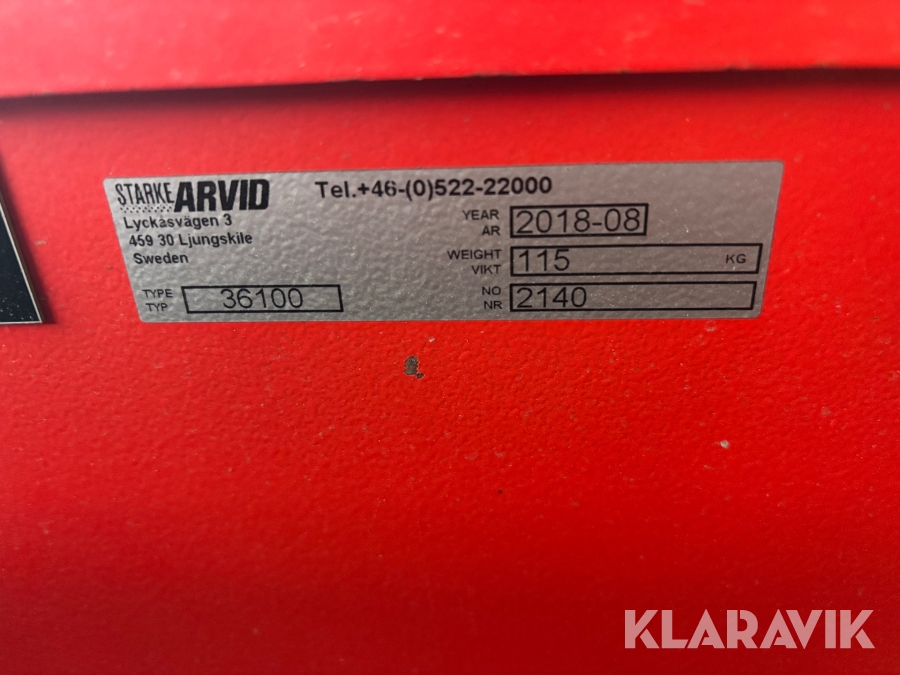 STARKE ARVID
Tel.+46-(0)522-22000
Lyckåsvägen 3
459 30 Ljungskile
Sweden
YEAR
AR
2018-08
WEIGHT
VIKT
115 KG
TYPE
TYP
36100
NO
NR
2140
KLARAVIK